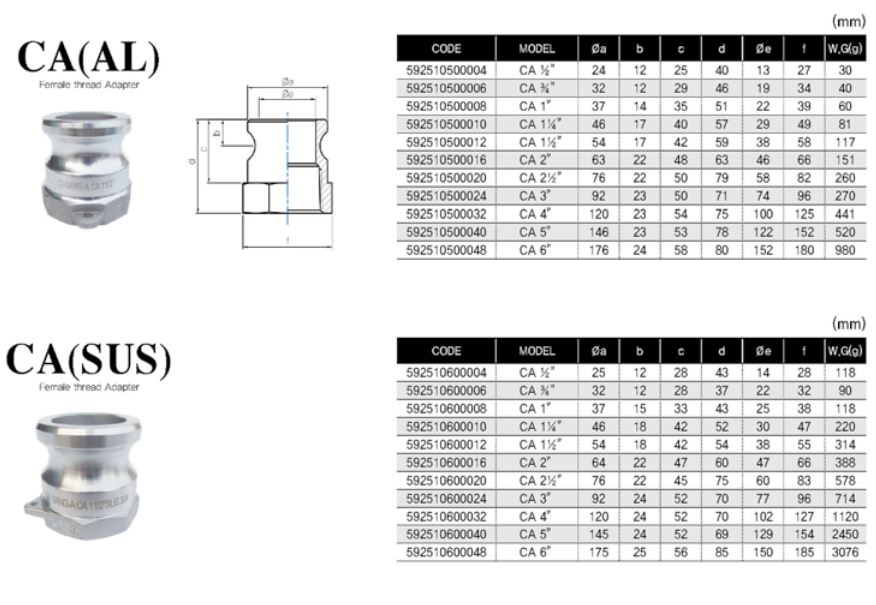 (mm)
CA(AL)
Female thread Adapter
CODE MODEL Øa b c d Øe f W,G(g)
592510500004 CA ½" 24 12 25 40 13 27 30
592510500006 CA ¾" 32 12 29 46 19 34 40
592510500008 CA 1" 37 14 35 51 22 39 60
592510500010 CA 1¼" 46 17 40 57 29 49 81
592510500012 CA 1½" 54 17 42 59 38 58 117
592510500016 CA 2" 63 22 48 63 46 66 151
592510500020 CA 2½" 76 22 50 79 58 82 260
592510500024 CA 3" 92 23 50 71 74 96 270
592510500032 CA 4" 120 23 54 75 100 125 441
592510500040 CA 5" 146 23 53 78 122 152 520
592510500048 CA 6" 176 24 58 80 152 180 980
Øa
Øe
b
c
d
f
(mm)
CA(SUS)
Female thread Adapter
CODE MODEL Øa b c d Øe f W,G(g)
592510600004 CA ½" 25 12 28 43 14 28 118
592510600006 CA ¾" 32 12 28 37 22 32 90
592510600008 CA 1" 37 15 33 43 25 38 118
592510600010 CA 1¼" 46 18 42 52 30 47 220
592510600012 CA 1½" 54 18 42 54 38 55 314
592510600016 CA 2" 64 22 47 60 47 66 388
592510600020 CA 2½" 76 22 45 75 60 83 578
592510600024 CA 3" 92 24 52 70 77 96 714
592510600032 CA 4" 120 24 52 70 102 127 1120
592510600040 CA 5" 145 24 52 69 129 154 2450
592510600048 CA 6" 175 25 56 85 150 185 3076